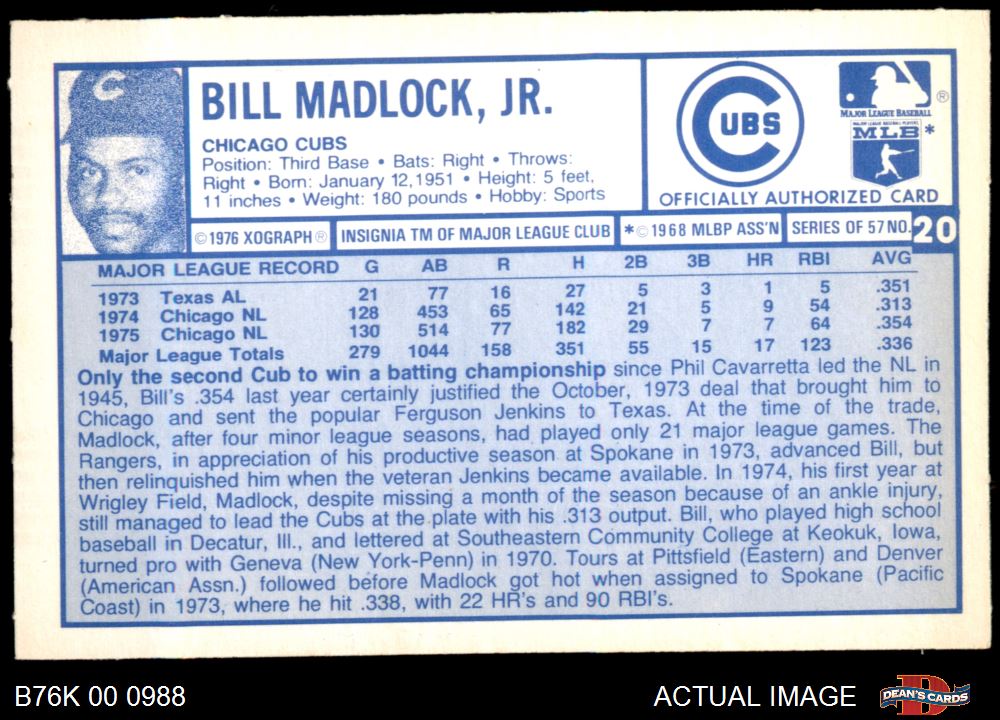 C
BILL MADLOCK, JR.
CHICAGO CUBS
Position: Third Base • Bats: Right • Throws:
Right • Born: January 12, 1951 • Height: 5 feet,
11 inches • Weight: 180 pounds • Hobby: Sports
CUBS
®
MAJOR LEAGUE BASEBALL
MAJOR LEAGUE BASEBALL PLAYERS
MLB *
OFFICIALLY AUTHORIZED CARD
© 1976 XOGRAPH ®
INSIGNIA TM OF MAJOR LEAGUE CLUB
*© 1968 MLBP ASS'N
SERIES OF 57 NO. 20
MAJOR LEAGUE RECORD G AB R H 2B 3B HR RBI AVG
1973 Texas AL 21 77 16 27 5 3 1 5 .351
1974 Chicago NL 128 453 65 142 21 5 9 54 .313
1975 Chicago NL 130 514 77 182 29 7 7 64 .354
Major League Totals 279 1044 158 351 55 15 17 123 .336
Only the second Cub to win a batting championship since Phil Cavarretta led the NL in
1945, Bill's .354 last year certainly justified the October, 1973 deal that brought him to
Chicago and sent the popular Ferguson Jenkins to Texas. At the time of the trade,
Madlock, after four minor league seasons, had played only 21 major league games. The
Rangers, in appreciation of his productive season at Spokane in 1973, advanced Bill, but
then relinquished him when the veteran Jenkins became available. In 1974, his first year at
Wrigley Field, Madlock, despite missing a month of the season because of an ankle injury,
still managed to lead the Cubs at the plate with his .313 output. Bill, who played high school
baseball in Decatur, Ill., and lettered at Southeastern Community College at Keokuk, Iowa,
turned pro with Geneva (New York-Penn) in 1970. Tours at Pittsfield (Eastern) and Denver
(American Assn.) followed before Madlock got hot when assigned to Spokane (Pacific
Coast) in 1973, where he hit .338, with 22 HR's and 90 RBI's.
B76K 00 0988
ACTUAL IMAGE
DEAN'S CARDS